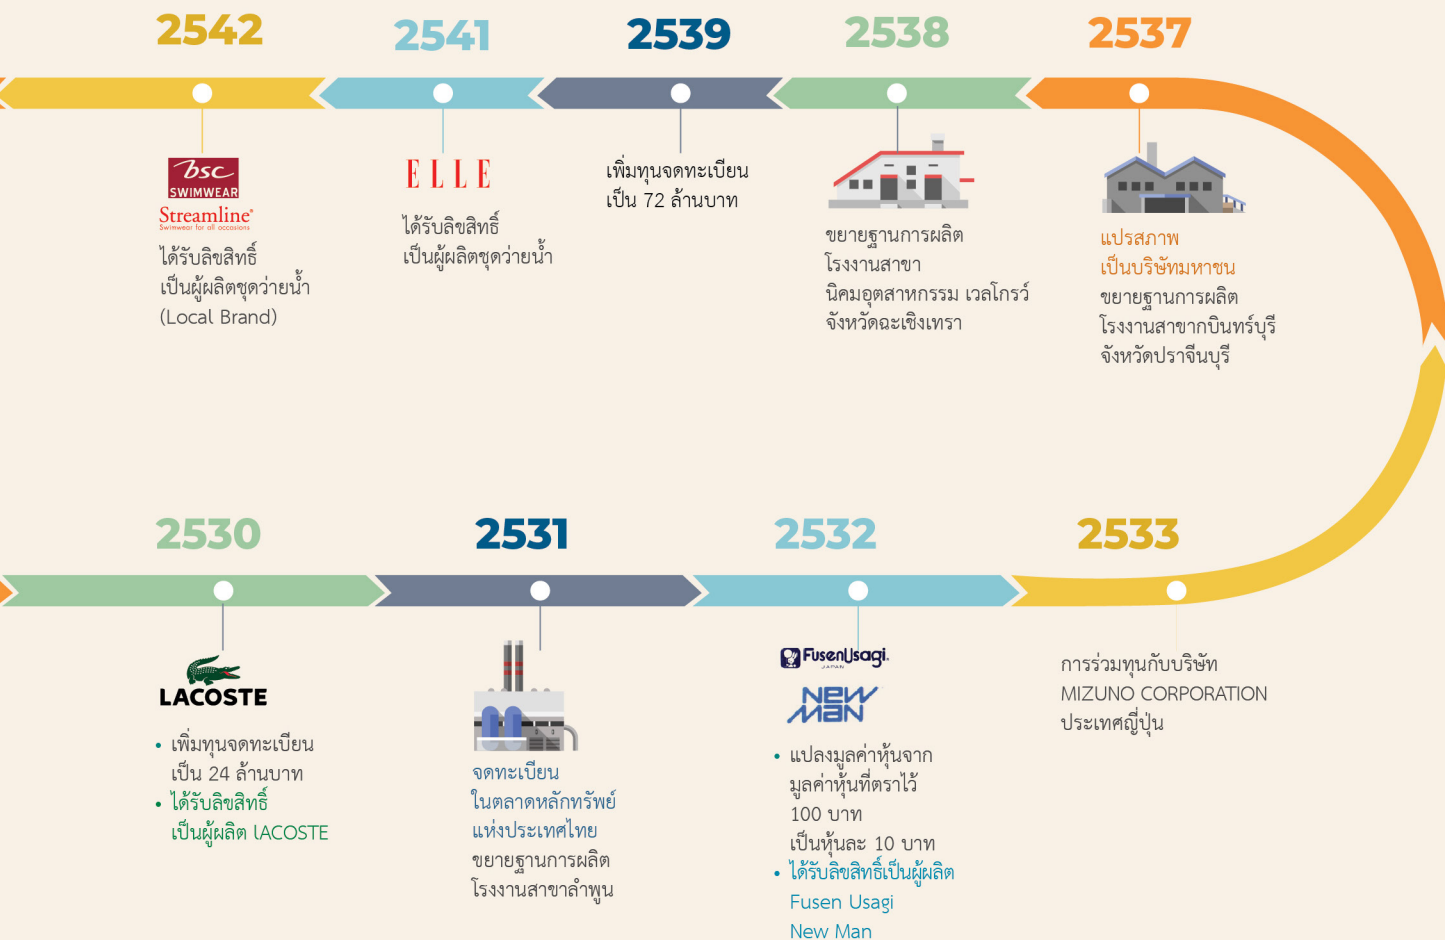 2542
bsc
SWIMWEAR
Streamline®
Swimwear for all occasions
ได้รับลิขสิทธิ์
เป็นผู้ผลิตชุดว่ายน้ำ
(Local Brand)
2541
ELLE
ได้รับลิขสิทธิ์
เป็นผู้ผลิตชุดว่ายน้ำ
2539
เพิ่มทุนจดทะเบียน
เป็น 72 ล้านบาท
2538
ขยายฐานการผลิต
โรงงานสาขา
นิคมอุตสาหกรรม เวลโกรว์
จังหวัดฉะเชิงเทรา
2537
แปรสภาพ
เป็นบริษัทมหาชน
ขยายฐานการผลิต
โรงงานสาขากบินทร์บุรี
จังหวัดปราจีนบุรี
2530
LACOSTE
• เพิ่มทุนจดทะเบียน
เป็น 24 ล้านบาท
• ได้รับลิขสิทธิ์
เป็นผู้ผลิต lACOSTE
2531
จดทะเบียน
ในตลาดหลักทรัพย์
แห่งประเทศไทย
ขยายฐานการผลิต
โรงงานสาขาลำพูน
2532
FusenUsagi.
JAPAN
NEW
MAN
• แปลงมูลค่าหุ้นจาก
มูลค่าหุ้นที่ตราไว้
100 บาท
เป็นหุ้นละ 10 บาท
• ได้รับลิขสิทธิ์เป็นผู้ผลิต
Fusen Usagi
New Man
2533
การร่วมทุนกับบริษัท
MIZUNO CORPORATION
ประเทศญี่ปุ่น